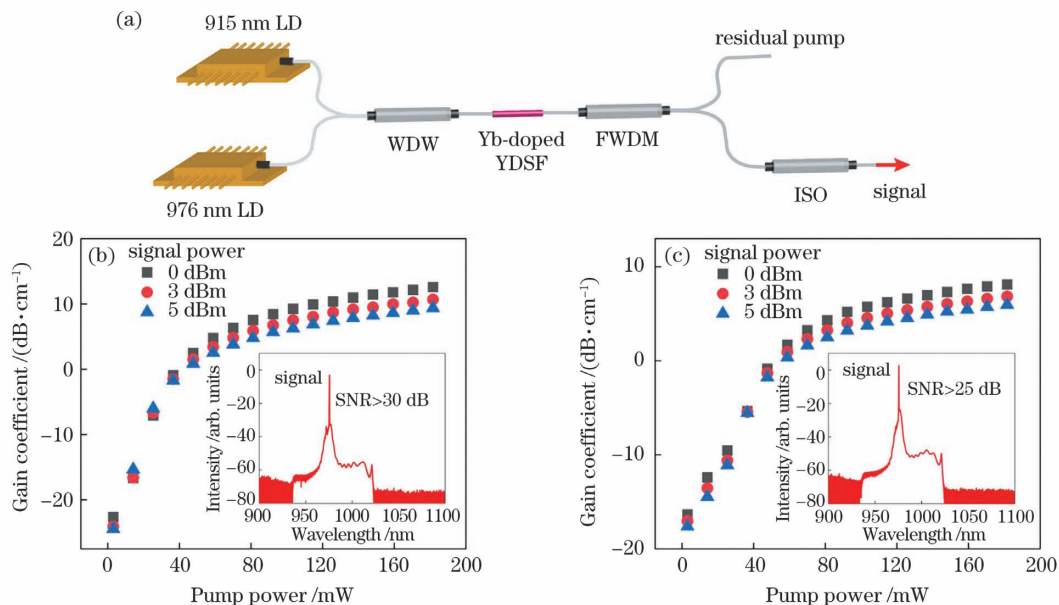 (a)
915 nm LD
976 nm LD
WDW
Yb-doped
YDSF
FWDM
residual pump
ISO
signal
(b)
signal power
0 dBm
3 dBm
5 dBm
Gain coefficient /(dB·cm⁻¹)
20
10
0
−10
−20
0
40
80
120
160
200
Pump power /mW
signal
SNR>30 dB
Intensity /arb. units
0
−20
−40
−60
−80
900
950
1000
1050
1100
Wavelength /nm
(c)
signal power
0 dBm
3 dBm
5 dBm
Gain coefficient /(dB·cm⁻¹)
10
0
−10
−20
0
40
80
120
160
200
Pump power /mW
signal
SNR>25 dB
Intensity /arb. units
0
−20
−40
−60
−80
900
950
1000
1050
1100
Wavelength /nm